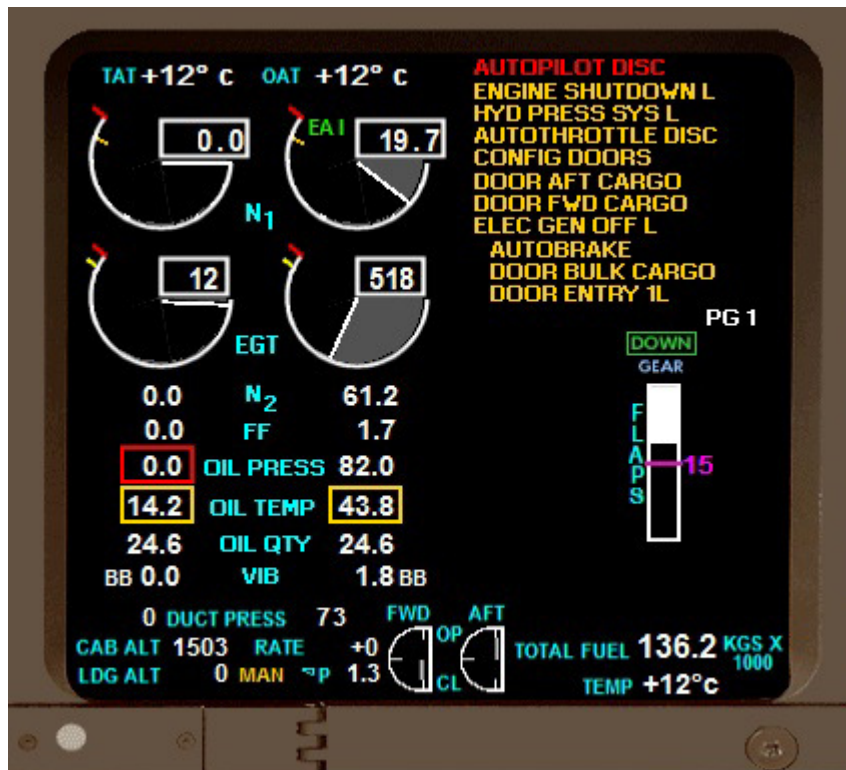 TAT +12° c OAT +12° c
AUTOPILOT DISC
ENGINE SHUTDOWN L
HYD PRESS SYS L
AUTOTHROTTLE DISC
CONFIG DOORS
DOOR AFT CARGO
DOOR FWD CARGO
ELEC GEN OFF L
AUTOBRAKE
DOOR BULK CARGO
DOOR ENTRY 1L
PG 1
0.0 EAI 19.7
N1
12 518
EGT
DOWN
GEAR
0.0 N2 61.2
0.0 FF 1.7
0.0 OIL PRESS 82.0
14.2 OIL TEMP 43.8
24.6 OIL QTY 24.6
BB 0.0 VIB 1.8 BB
FLAPS
15
0 DUCT PRESS 73 FWD AFT
CAB ALT 1503 RATE +0 OP
LDG ALT 0 MAN P 1.3 CL
TOTAL FUEL 136.2 KGS X
1000
TEMP +12°c